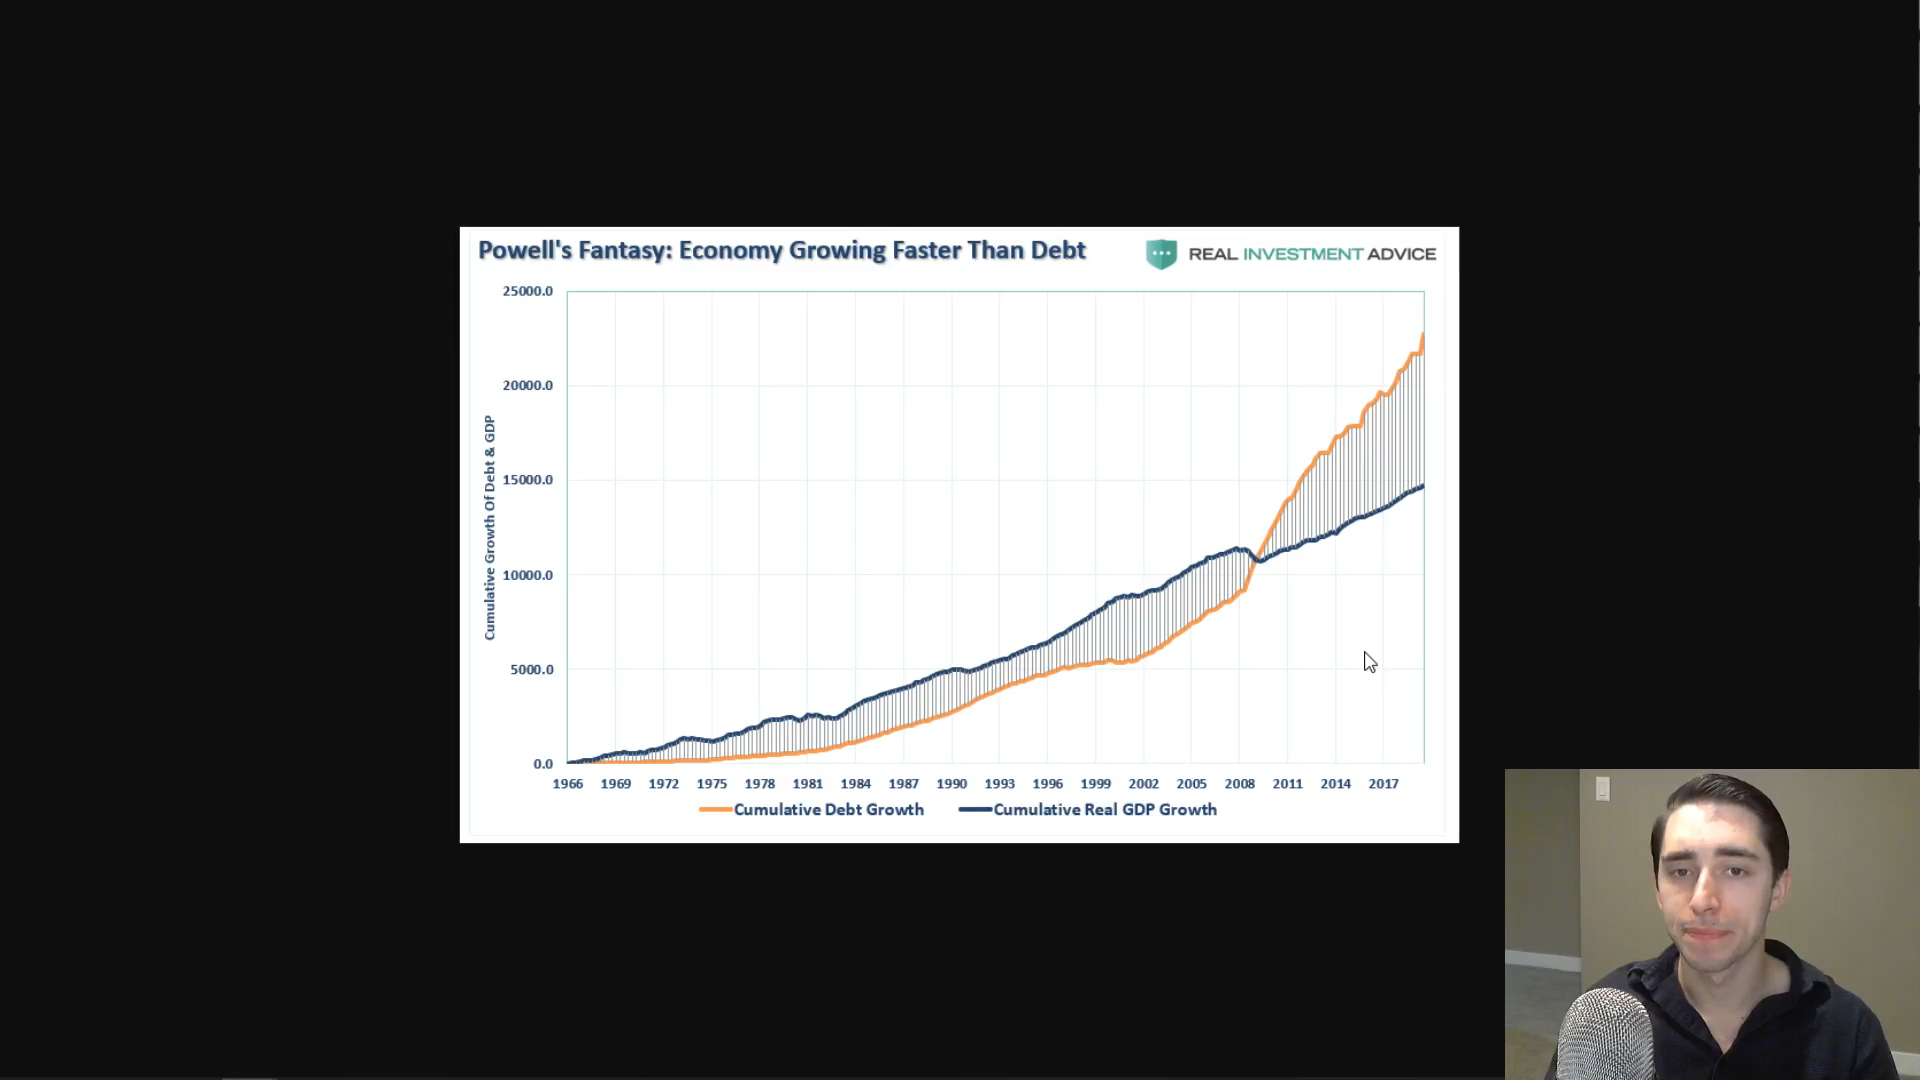 Powell's Fantasy: Economy Growing Faster Than Debt
REAL INVESTMENT ADVICE
Cumulative Growth Of Debt & GDP
25000.0
20000.0
15000.0
10000.0
5000.0
0.0
1966 1969 1972 1975 1978 1981 1984 1987 1990 1993 1996 1999 2002 2005 2008 2011 2014 2017
Cumulative Debt Growth Cumulative Real GDP Growth